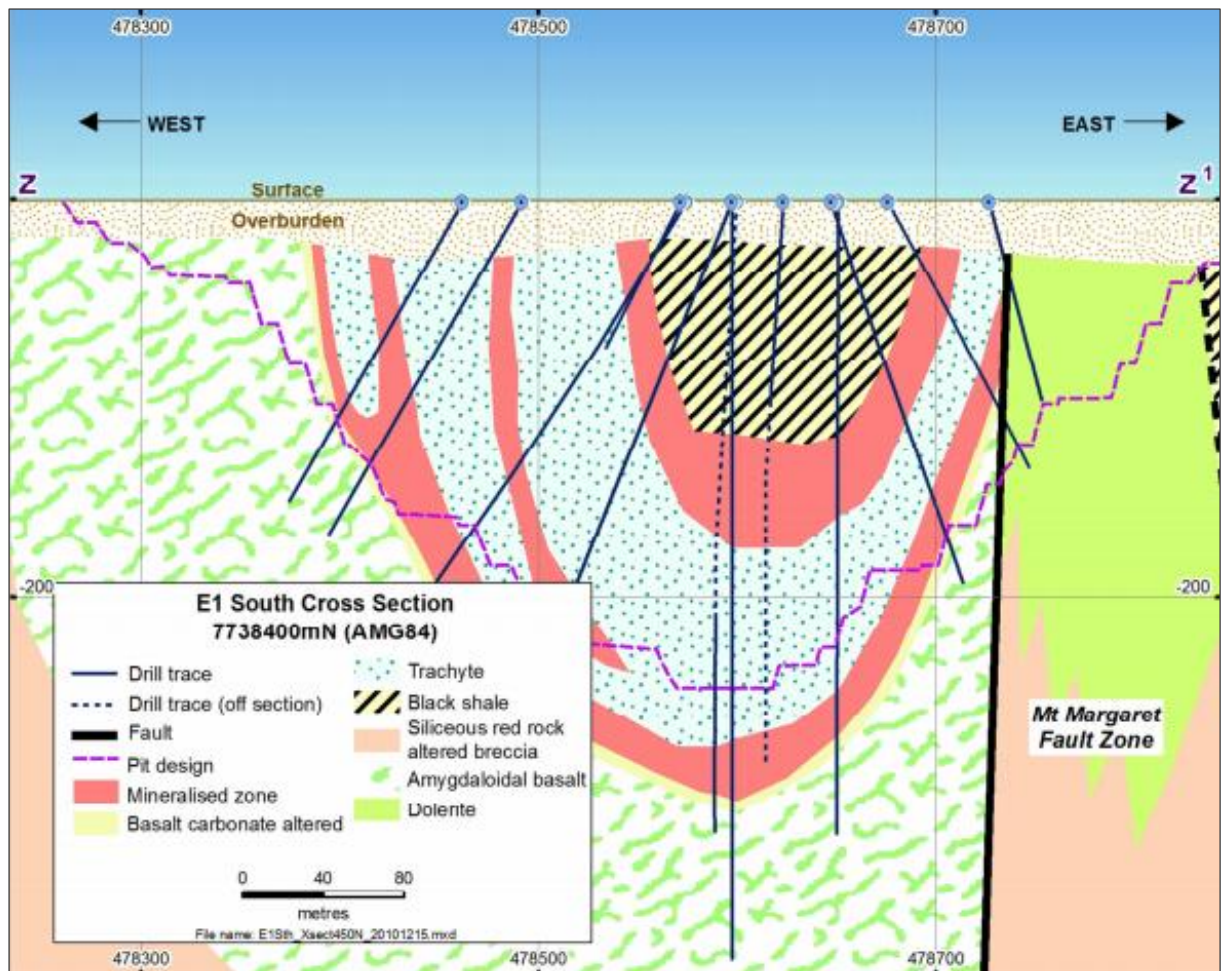 478300 478500 478700
WEST EAST
Z Z1
Surface
Overburden
-200 -200
E1 South Cross Section
7738400mN (AMG84)
Drill trace
Drill trace (off section)
Fault
Pit design
Mineralised zone
Basalt carbonate altered
Trachyte
Black shale
Siliceous red rock
altered breccia
Amygdaloidal basalt
Dolente
0 40 80
metres
File name: E1Sth_Xsect450N_20101215.mxd
Mt Margaret
Fault Zone
478300 478500 478700